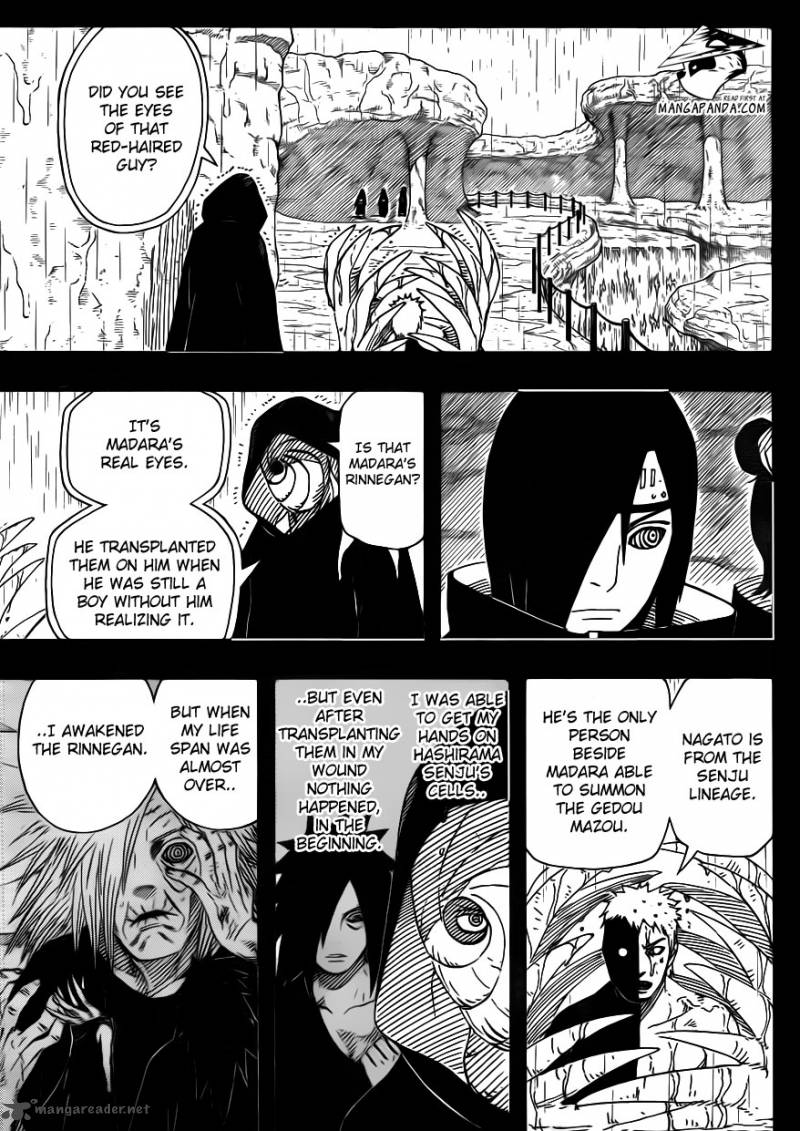 DID YOU SEE
THE EYES
OF THAT
RED-HAIRED
GUY?
READ FIRST AT
MANGAPANDA.COM
IS THAT
MADARA'S
RINNEGAN?
IT'S
MADARA'S
REAL EYES.
HE TRANSPLANTED
THEM ON HIM WHEN
HE WAS STILL A
BOY WITHOUT HIM
REALIZING IT.
NAGATO IS
FROM THE
SENJU
LINEAGE.
HE'S THE ONLY
PERSON
BESIDE
MADARA ABLE
TO SUMMON
THE GEDOU
MAZOU.
I WAS ABLE
TO GET MY
HANDS ON
HASHIRAMA
SENJU'S
CELLS..
..BUT EVEN
AFTER
TRANSPLANTING
THEM IN MY
WOUND
NOTHING
HAPPENED,
IN THE
BEGINNING.
BUT WHEN
MY LIFE
SPAN WAS
ALMOST
OVER..
..I AWAKENED
THE RINNEGAN.
mangareader.net